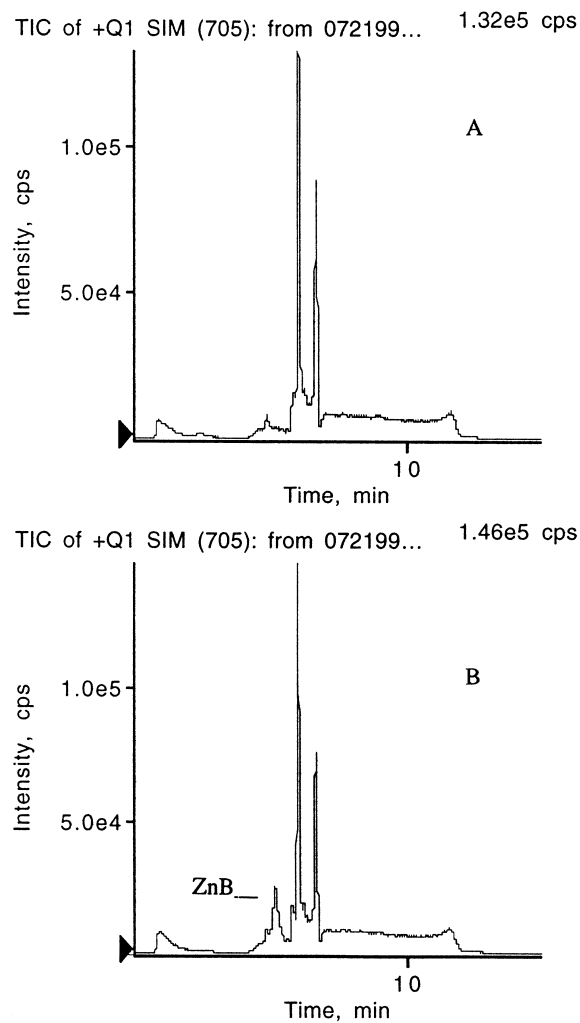 TIC of +Q1 SIM (705): from 072199... 1.32e5 cps
A
1.0e5
5.0e4
Intensity, cps
10
Time, min
TIC of +Q1 SIM (705): from 072199... 1.46e5 cps
B
1.0e5
5.0e4
Intensity, cps
ZnB
10
Time, min